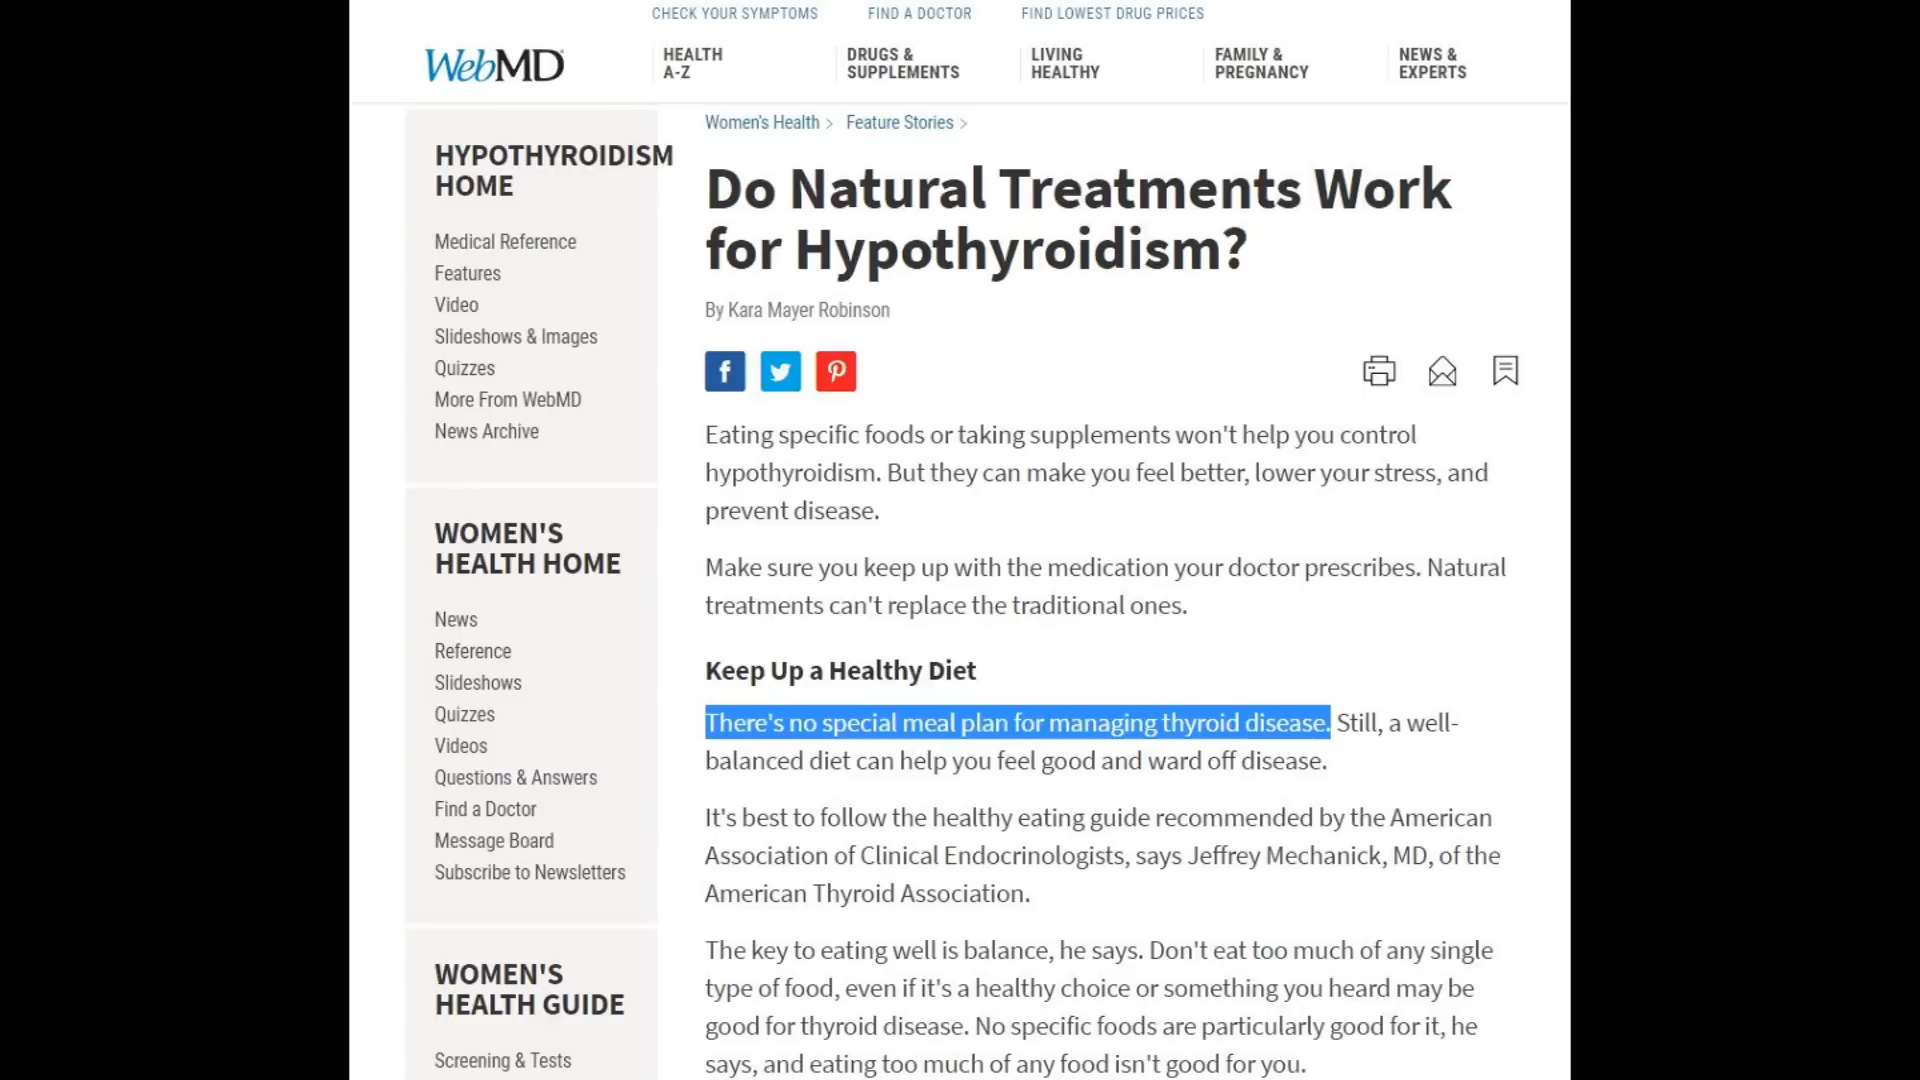 CHECK YOUR SYMPTOMS FIND A DOCTOR FIND LOWEST DRUG PRICES
WebMD
HEALTH
A-Z
DRUGS &
SUPPLEMENTS
LIVING
HEALTHY
FAMILY &
PREGNANCY
NEWS &
EXPERTS
HYPOTHYROIDISM
HOME
Medical Reference
Features
Video
Slideshows & Images
Quizzes
More From WebMD
News Archive
WOMEN'S
HEALTH HOME
News
Reference
Slideshows
Quizzes
Videos
Questions & Answers
Find a Doctor
Message Board
Subscribe to Newsletters
WOMEN'S
HEALTH GUIDE
Screening & Tests
Women's Health > Feature Stories >
Do Natural Treatments Work
for Hypothyroidism?
By Kara Mayer Robinson
Eating specific foods or taking supplements won't help you control
hypothyroidism. But they can make you feel better, lower your stress, and
prevent disease.
Make sure you keep up with the medication your doctor prescribes. Natural
treatments can't replace the traditional ones.
Keep Up a Healthy Diet
There's no special meal plan for managing thyroid disease. Still, a well-
balanced diet can help you feel good and ward off disease.
It's best to follow the healthy eating guide recommended by the American
Association of Clinical Endocrinologists, says Jeffrey Mechanick, MD, of the
American Thyroid Association.
The key to eating well is balance, he says. Don't eat too much of any single
type of food, even if it's a healthy choice or something you heard may be
good for thyroid disease. No specific foods are particularly good for it, he
says, and eating too much of any food isn't good for you.